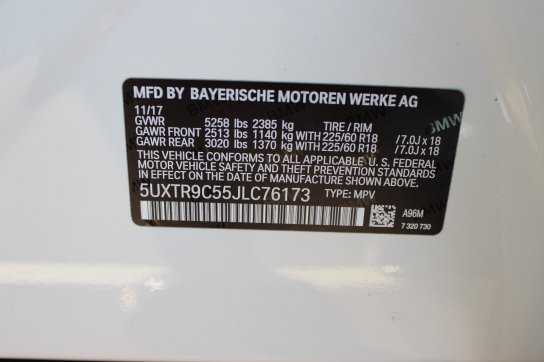 MFD BY BAYERISCHE MOTOREN WERKE AG
11/17
GVWR 5258 lbs 2385 kg TIRE / RIM
GAWR FRONT 2513 lbs 1140 kg WITH 225/60 R18 /7.0J x 18
GAWR REAR 3020 lbs 1370 kg WITH 225/60 R18 /7.0J x 18
THIS VEHICLE CONFORMS TO ALL APPLICABLE U.S. FEDERAL
MOTOR VEHICLE SAFETY AND THEFT PREVENTION STANDARDS
IN EFFECT ON THE DATE OF MANUFACTURE SHOWN ABOVE.
5UXTR9C55JLC76173 TYPE: MPV
A96M
7 320 730